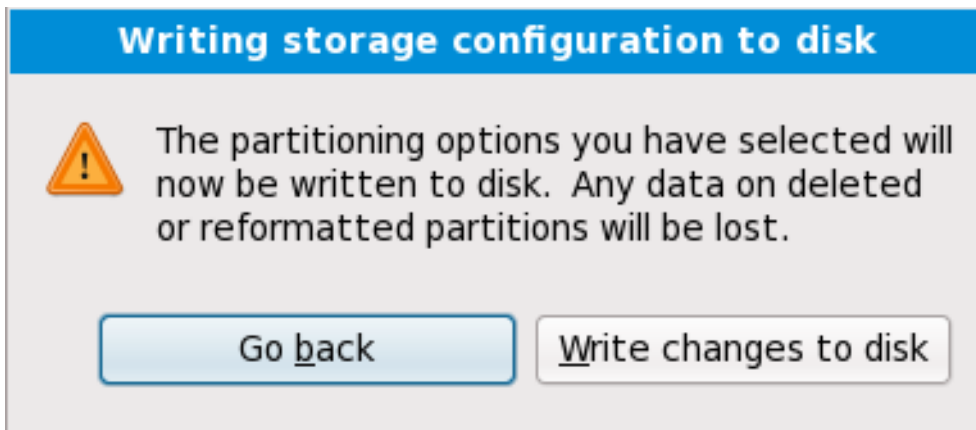 Writing storage configuration to disk
The partitioning options you have selected will
now be written to disk.  Any data on deleted
or reformatted partitions will be lost.
Go back
Write changes to disk